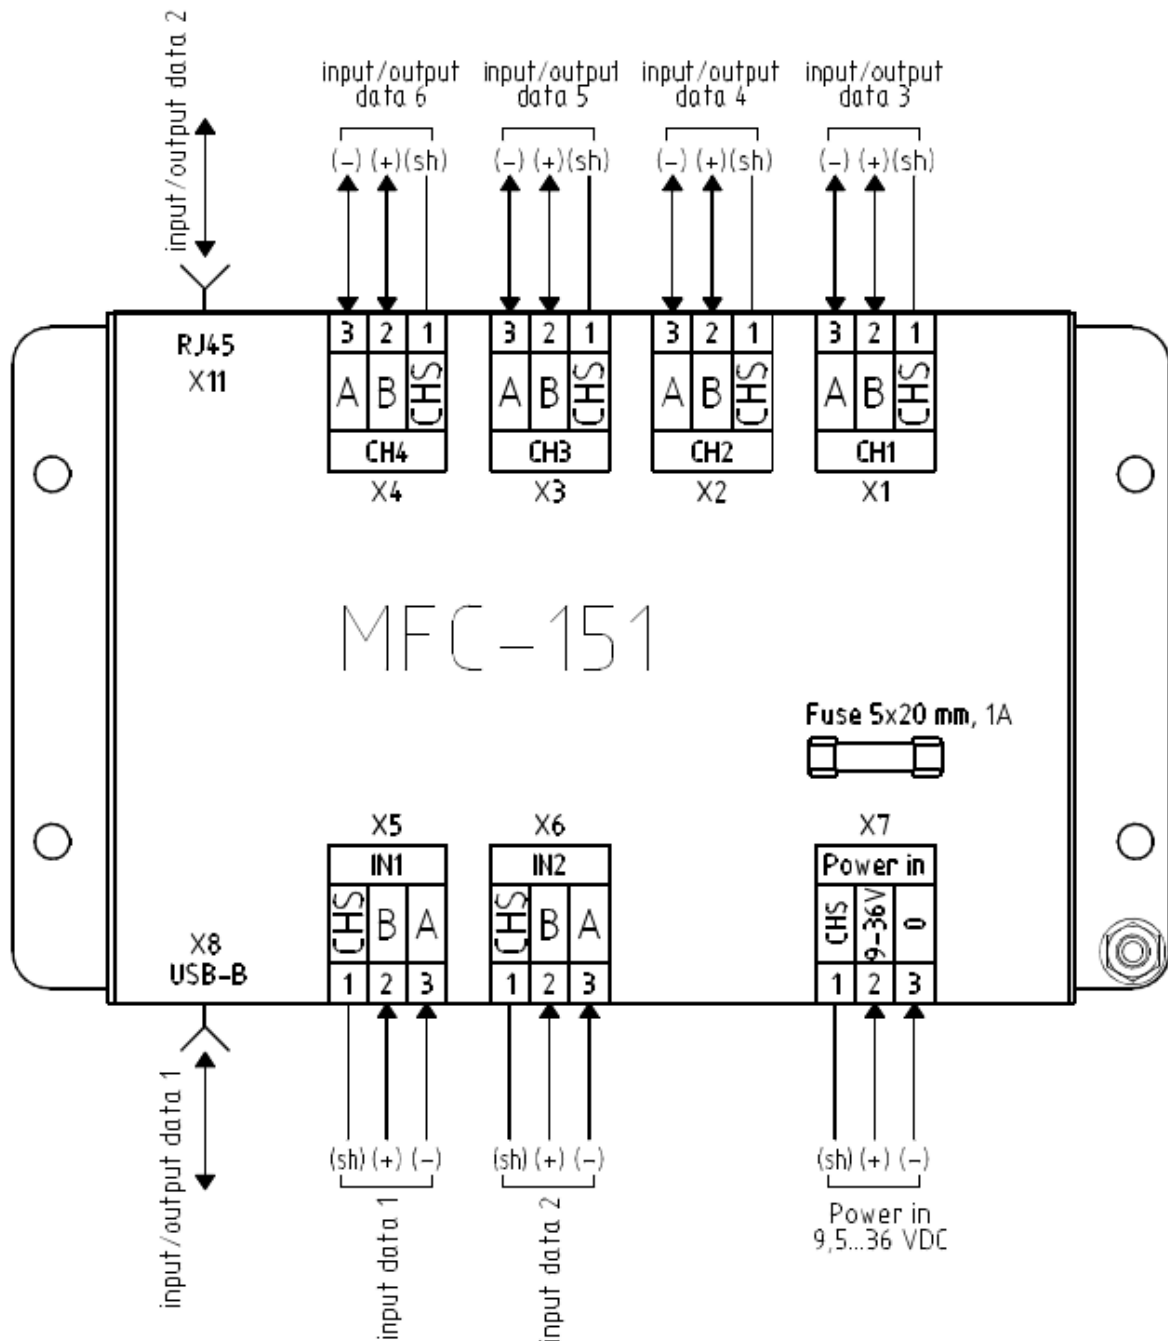 input/output data 2
input/output
data 6
input/output
data 5
input/output
data 4
input/output
data 3
(-) (+)(sh)
(-) (+)(sh)
(-) (+)(sh)
(-) (+)(sh)
RJ45
X11
3 2 1
A B CHS
CH4
X4
3 2 1
A B CHS
CH3
X3
3 2 1
A B CHS
CH2
X2
3 2 1
A B CHS
CH1
X1
MFC-151
Fuse 5x20 mm, 1A
X5
IN1
CHS B A
1 2 3
X6
IN2
CHS B A
1 2 3
X7
Power in
CHS 9-36V 0
1 2 3
X8
USB-B
input/output data 1
(sh) (+) (-)
input data 1
(sh) (+) (-)
input data 2
(sh) (+) (-)
Power in
9,5...36 VDC